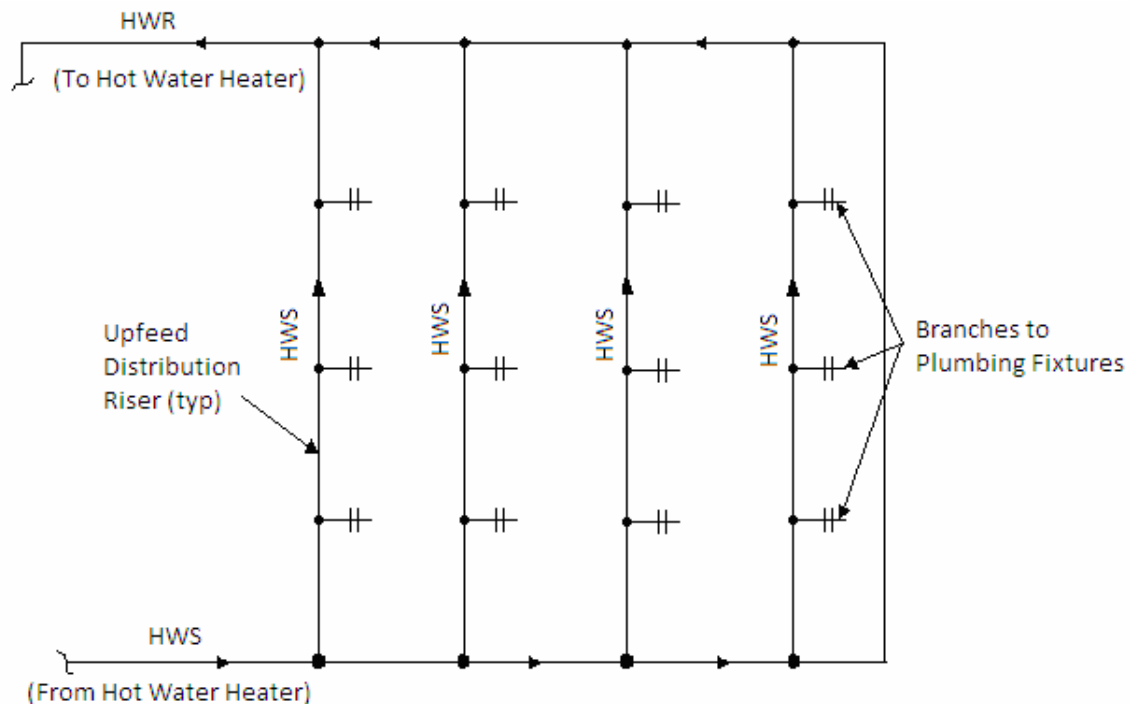 HWR
(To Hot Water Heater)
HWS
HWS
HWS
HWS
Upfeed
Distribution
Riser (typ)
Branches to
Plumbing Fixtures
HWS
(From Hot Water Heater)